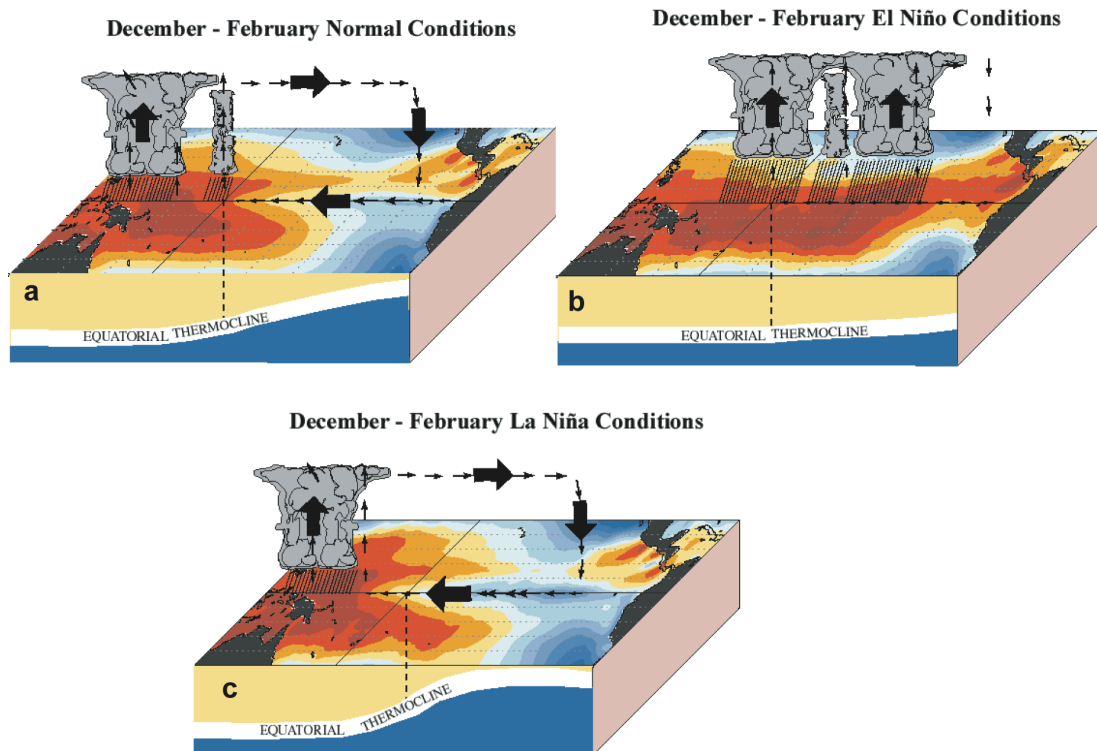 December - February Normal Conditions
December - February El Niño Conditions
a
EQUATORIAL THERMOCLINE
b
EQUATORIAL THERMOCLINE
December - February La Niña Conditions
c
EQUATORIAL THERMOCLINE